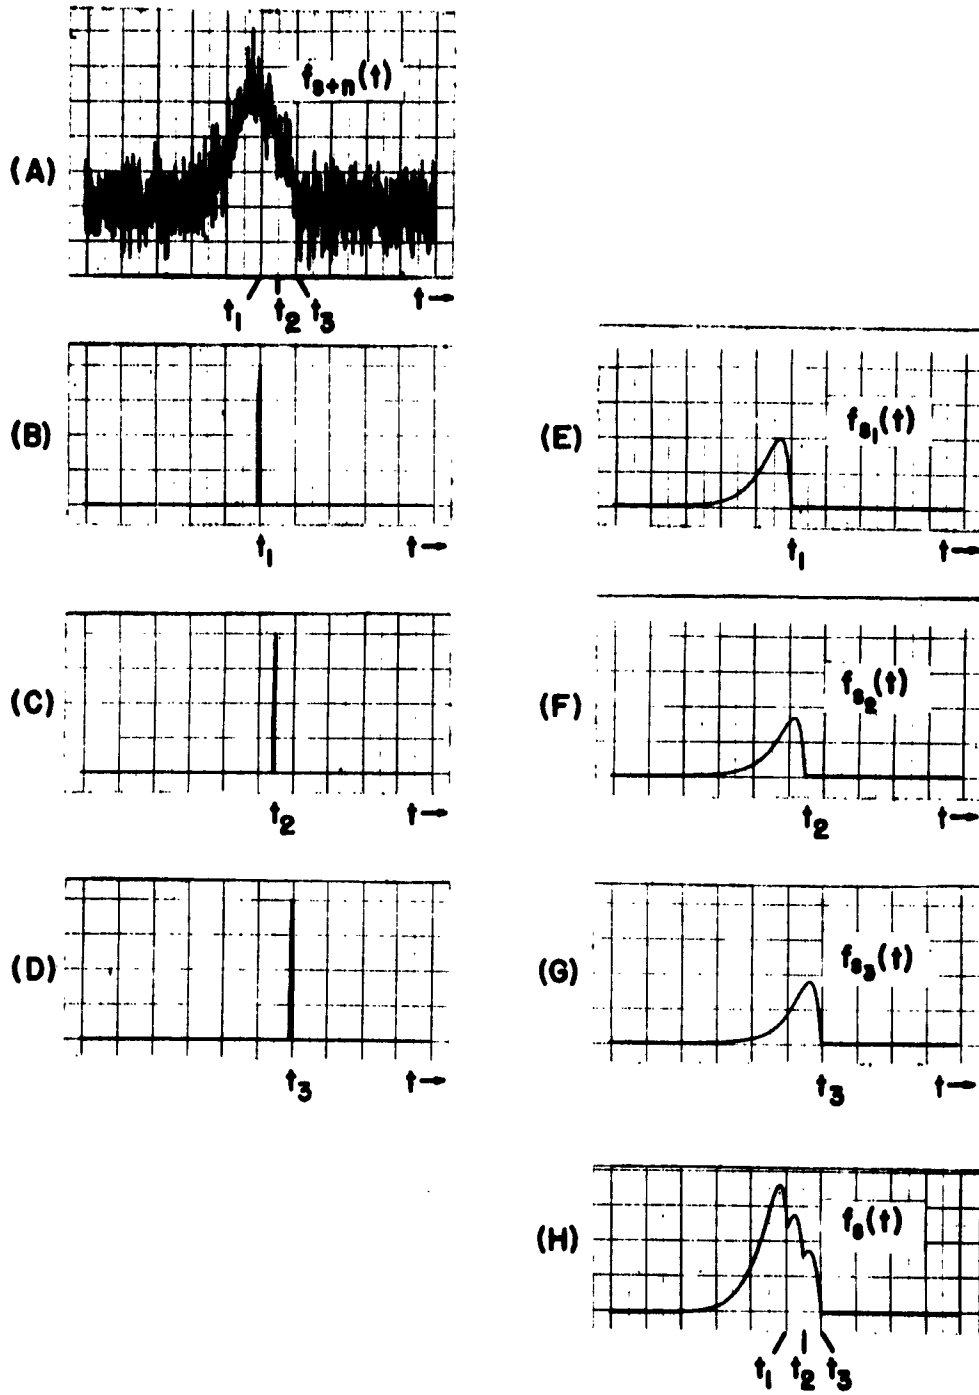 (A)
f_{s+n}(t)
t→
t_1 t_2 t_3
(B)
t_1 t→
(C)
t_2 t→
(D)
t_3 t→
(E)
f_{s_1}(t)
t_1 t→
(F)
f_{s_2}(t)
t_2 t→
(G)
f_{s_3}(t)
t_3 t→
(H)
f_s(t)
t_1 t_2 t_3